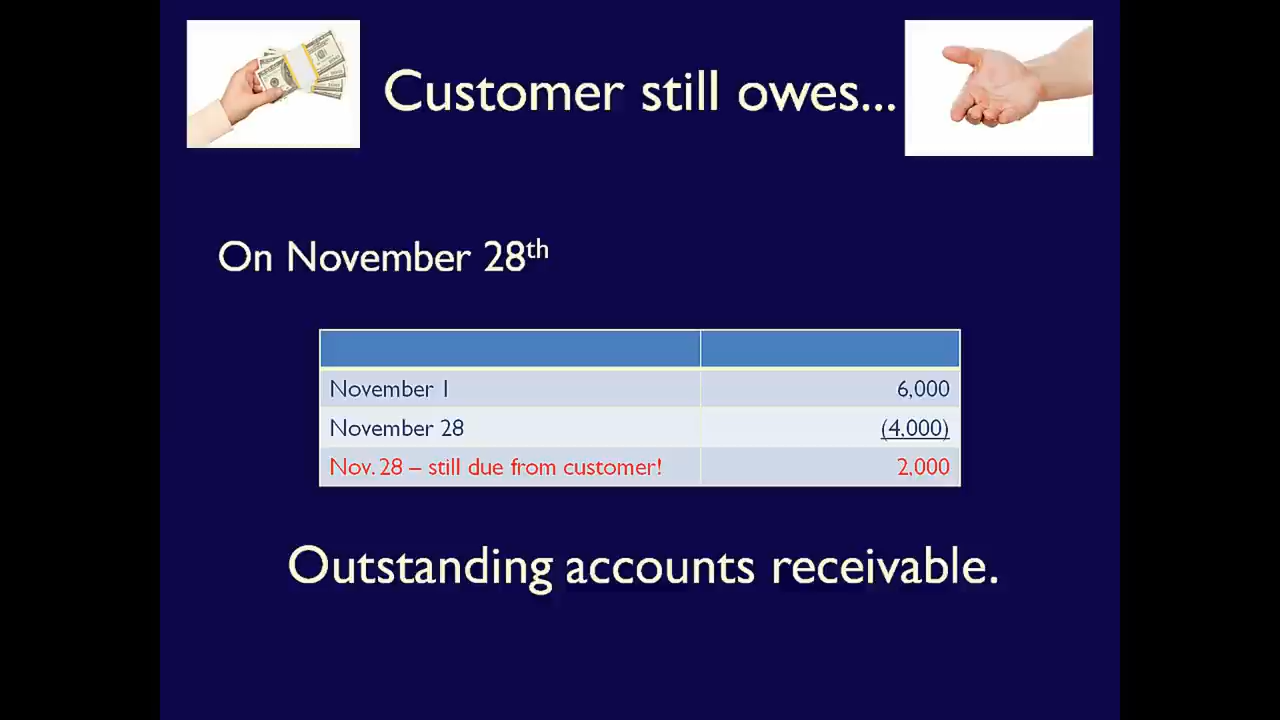 Customer still owes...
On November 28th
November 1 6,000
November 28 (4,000)
Nov. 28 – still due from customer! 2,000
Outstanding accounts receivable.